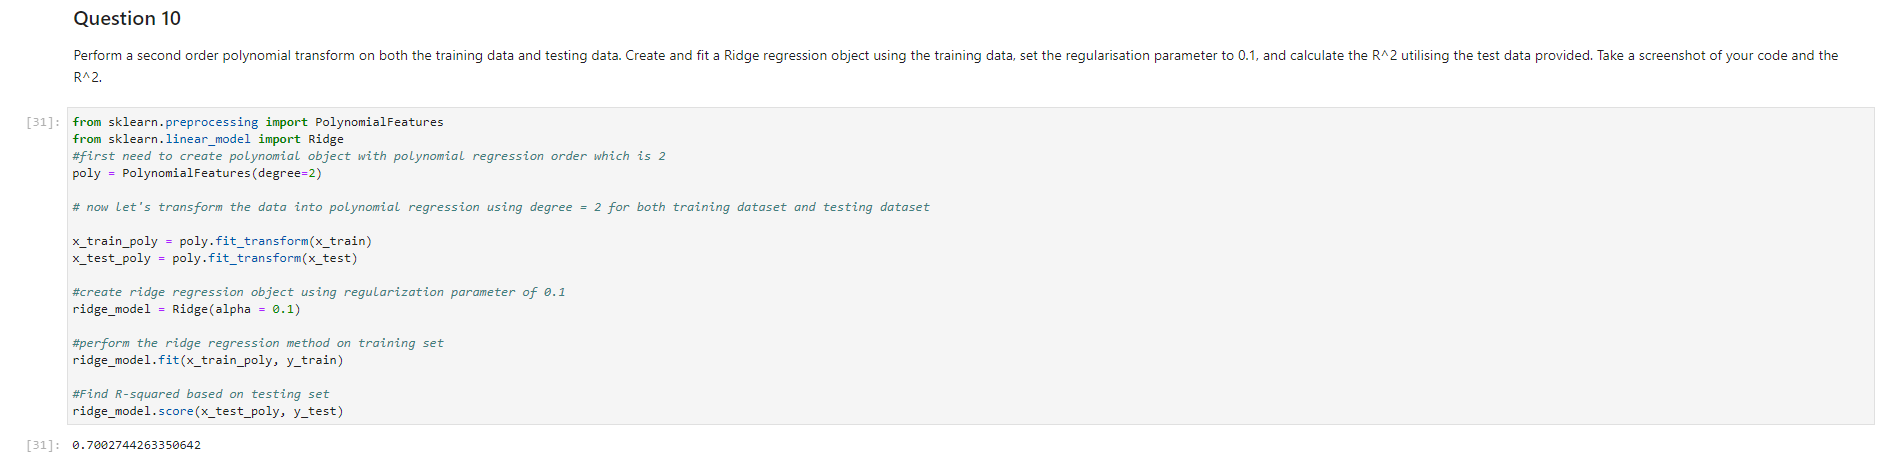 Question 10
Perform a second order polynomial transform on both the training data and testing data. Create and fit a Ridge regression object using the training data, set the regularisation parameter to 0.1, and calculate the R^2 utilising the test data provided. Take a screenshot of your code and the
R^2.
[31]: from sklearn.preprocessing import PolynomialFeatures
from sklearn.linear_model import Ridge
#first need to create polynomial object with polynomial regression order which is 2
poly = PolynomialFeatures(degree=2)
# now let's transform the data into polynomial regression using degree = 2 for both training dataset and testing dataset
x_train_poly = poly.fit_transform(x_train)
x_test_poly = poly.fit_transform(x_test)
#create ridge regression object using regularization parameter of 0.1
ridge_model = Ridge(alpha = 0.1)
#perform the ridge regression method on training set
ridge_model.fit(x_train_poly, y_train)
#Find R-squared based on testing set
ridge_model.score(x_test_poly, y_test)
[31]: 0.7002744263350642